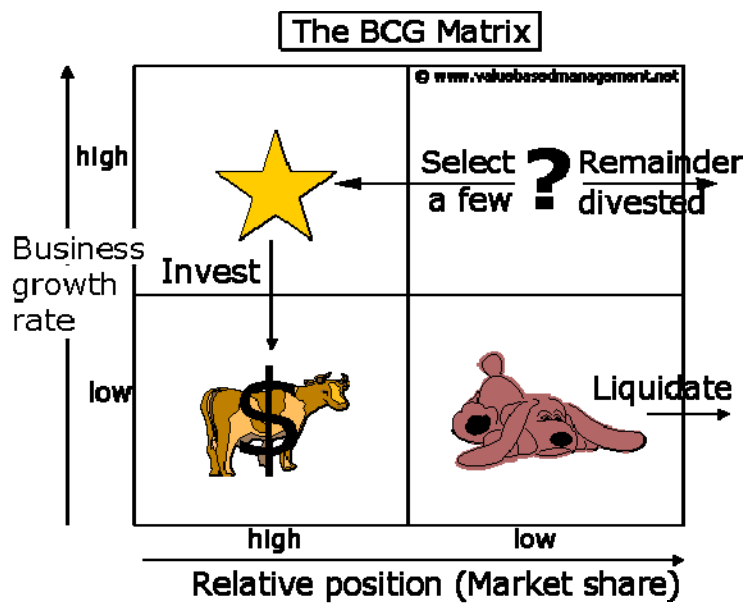 The BCG Matrix
© www.valuebasedmanagement.net
high
Select
a few
?
Remainder
divested
Business
growth
rate
Invest
low
$
Liquidate
high
low
Relative position (Market share)